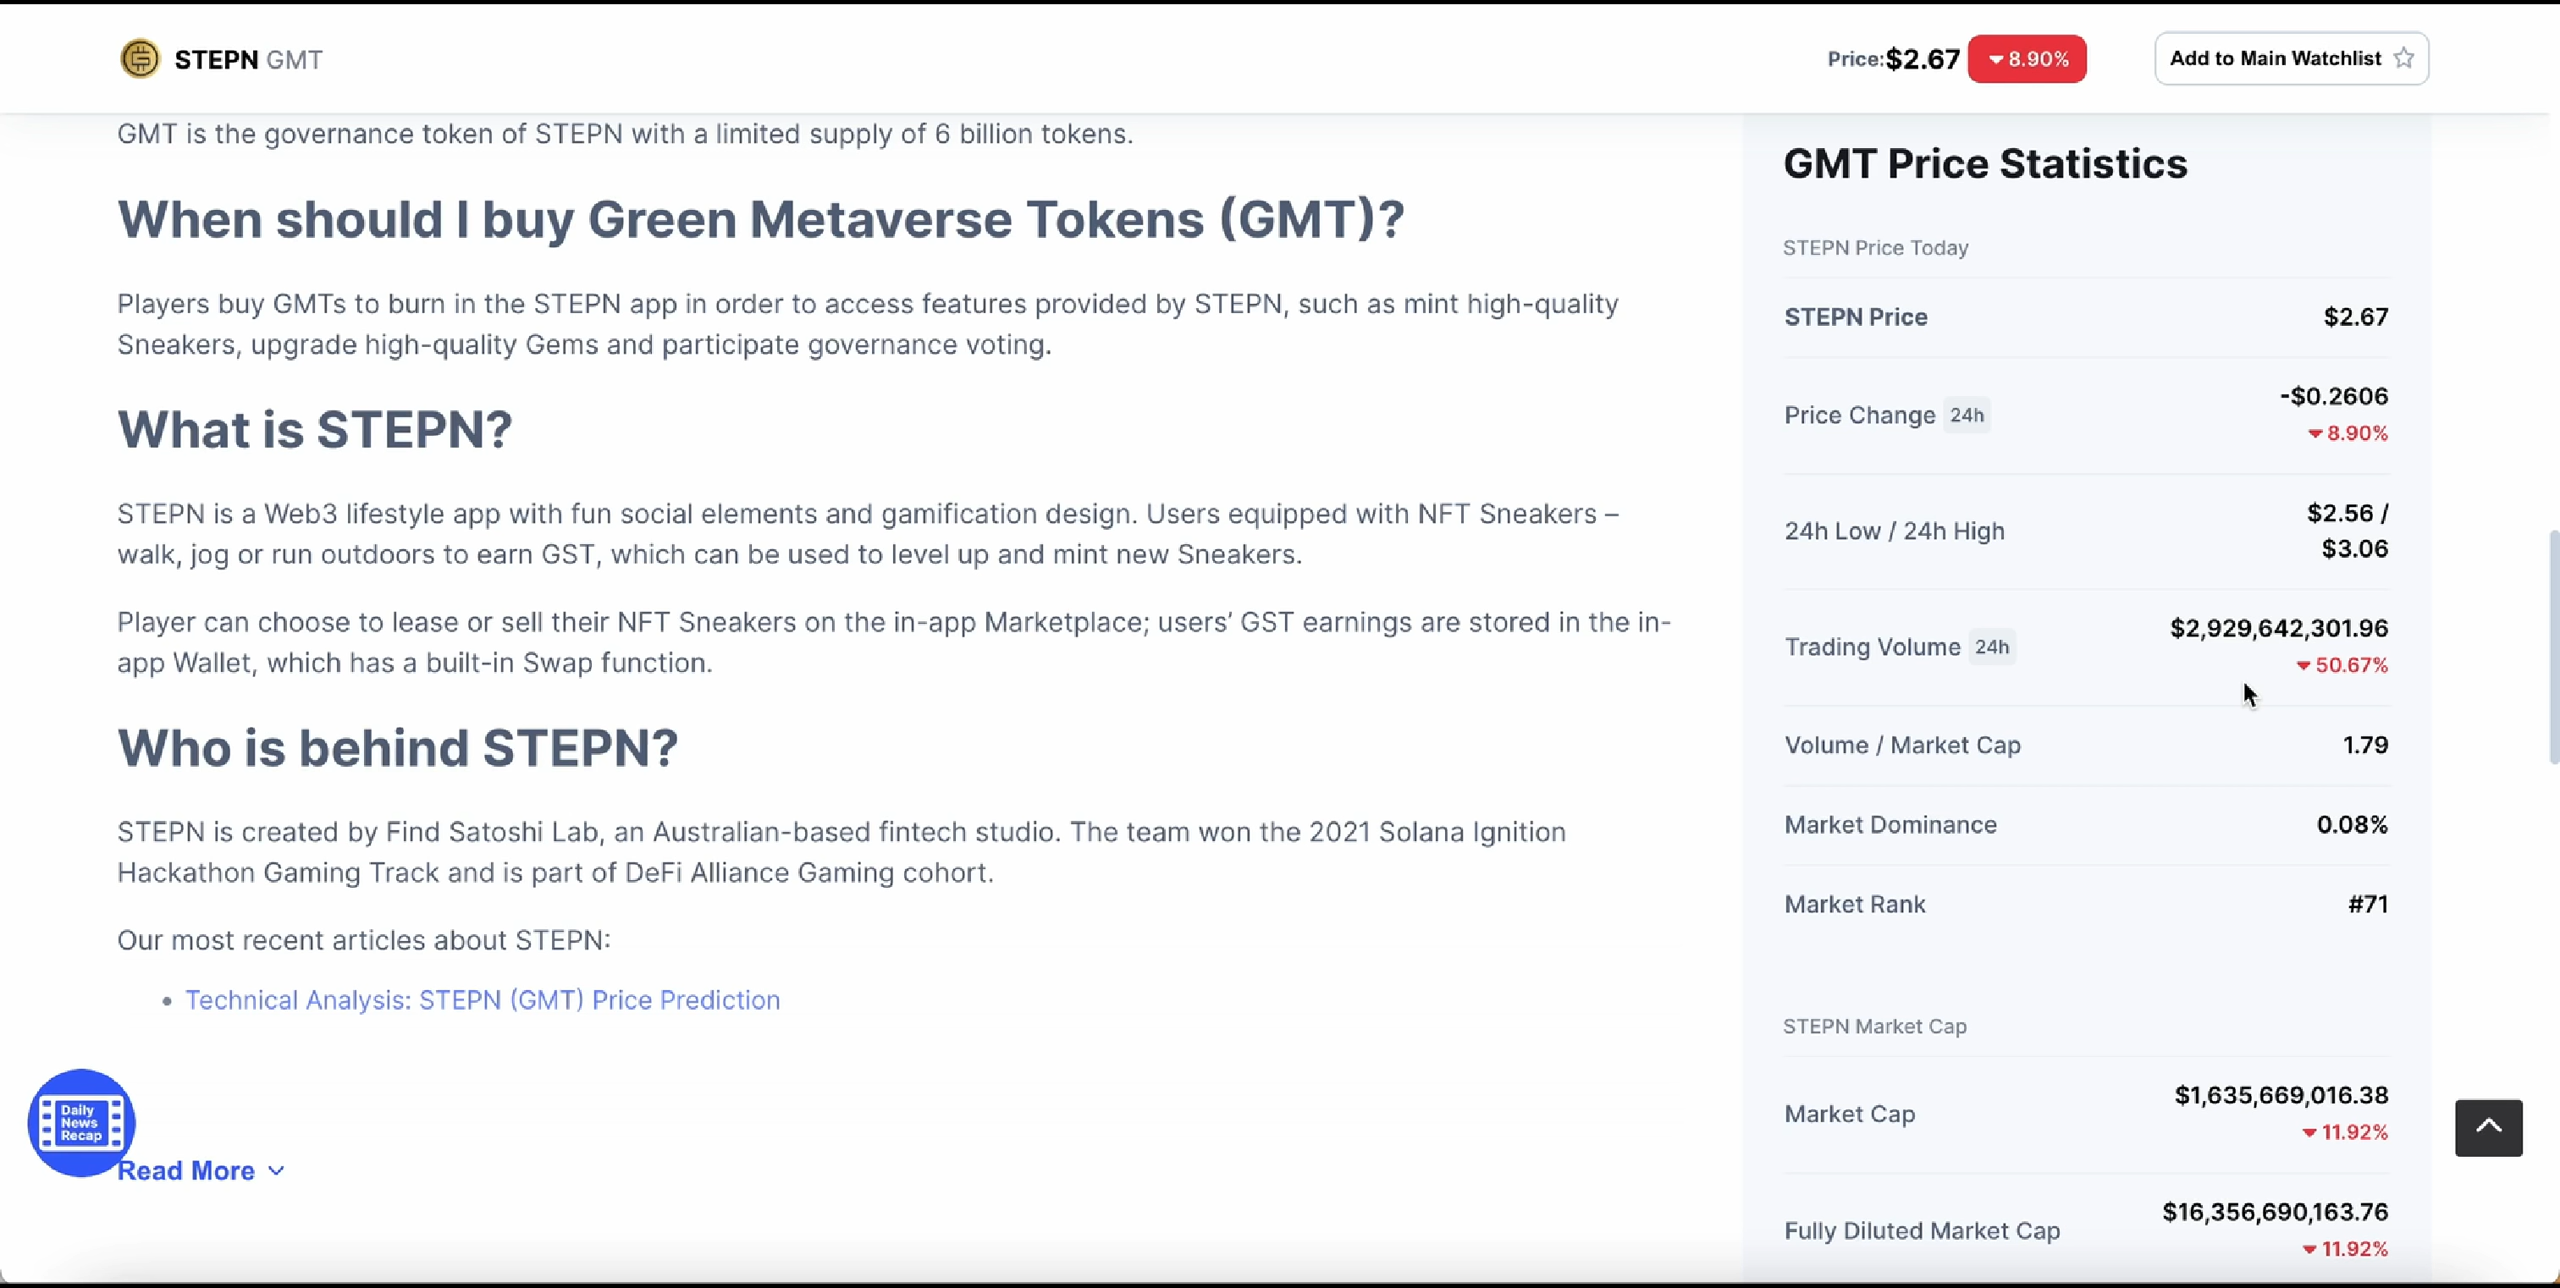 STEPN GMT
Price:$2.67 8.90%
Add to Main Watchlist
GMT is the governance token of STEPN with a limited supply of 6 billion tokens.
When should I buy Green Metaverse Tokens (GMT)?
Players buy GMTs to burn in the STEPN app in order to access features provided by STEPN, such as mint high-quality
Sneakers, upgrade high-quality Gems and participate governance voting.
What is STEPN?
STEPN is a Web3 lifestyle app with fun social elements and gamification design. Users equipped with NFT Sneakers –
walk, jog or run outdoors to earn GST, which can be used to level up and mint new Sneakers.
Player can choose to lease or sell their NFT Sneakers on the in-app Marketplace; users’ GST earnings are stored in the in-
app Wallet, which has a built-in Swap function.
Who is behind STEPN?
STEPN is created by Find Satoshi Lab, an Australian-based fintech studio. The team won the 2021 Solana Ignition
Hackathon Gaming Track and is part of DeFi Alliance Gaming cohort.
Our most recent articles about STEPN:
• Technical Analysis: STEPN (GMT) Price Prediction
Daily
News
Recap
Read More
GMT Price Statistics
STEPN Price Today
STEPN Price $2.67
Price Change 24h -$0.2606
8.90%
24h Low / 24h High $2.56 /
$3.06
Trading Volume 24h $2,929,642,301.96
50.67%
Volume / Market Cap 1.79
Market Dominance 0.08%
Market Rank #71
STEPN Market Cap
Market Cap $1,635,669,016.38
11.92%
Fully Diluted Market Cap $16,356,690,163.76
11.92%